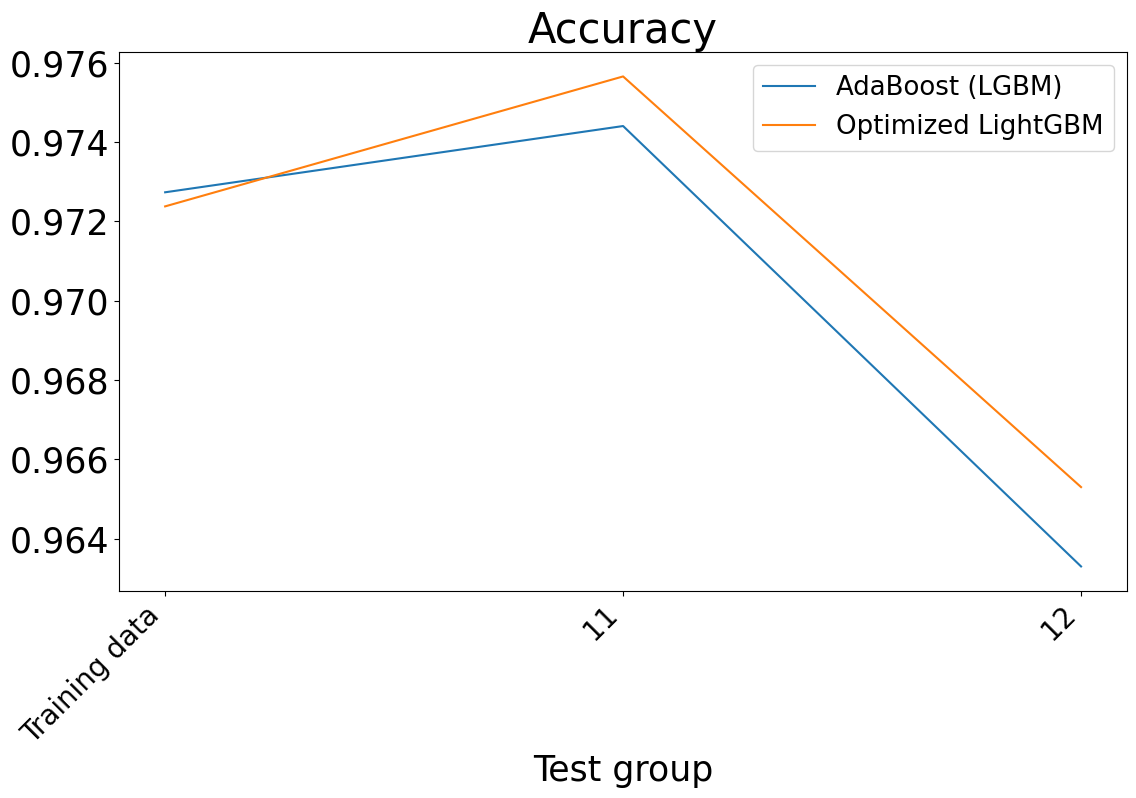 Accuracy
0.976
0.974
0.972
0.970
0.968
0.966
0.964
AdaBoost (LGBM)
Optimized LightGBM
Training data
11
12
Test group